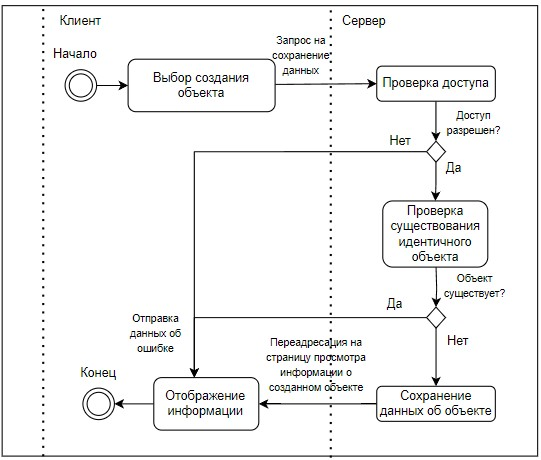 Клиент
Сервер
Начало
Запрос на
сохранение
данных
Выбор создания
объекта
Проверка доступа
Доступ
разрешен?
Нет
Да
Проверка
существования
идентичного
объекта
Объект
существует?
Да
Нет
Отправка
данных об
ошибке
Переадресация на
страницу просмотра
информации о
созданном объекте
Конец
Отображение
информации
Сохранение
данных об объекте